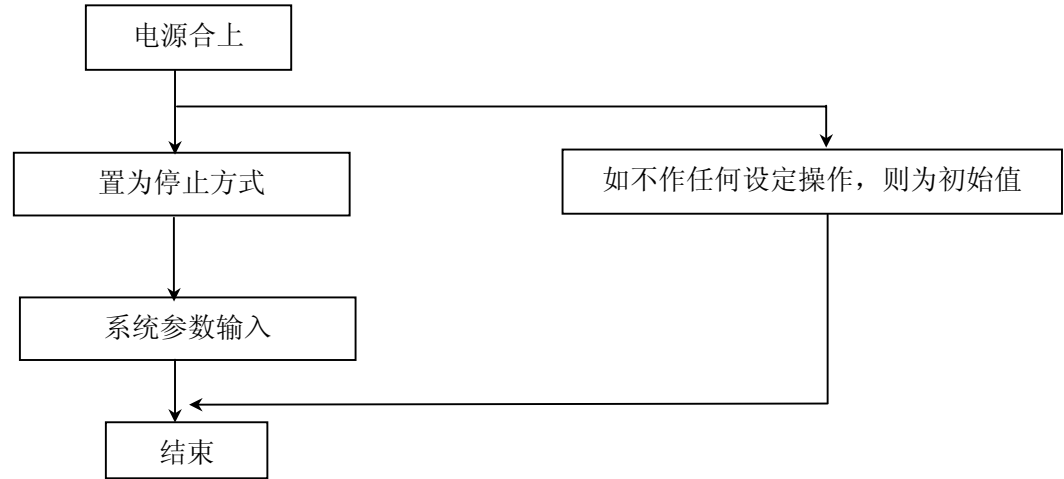 电源合上
置为停止方式
如不作任何设定操作，则为初始值
系统参数输入
结束